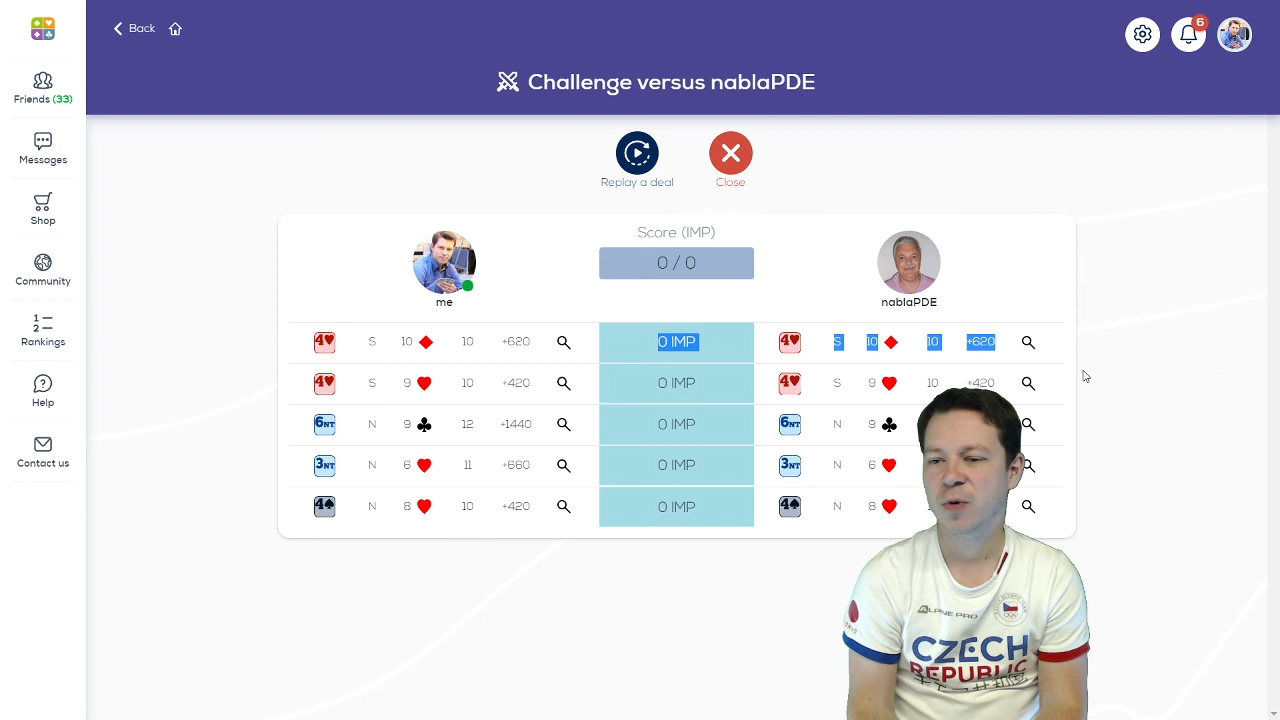 Back
6
Challenge versus nablaPDE
Friends (33)
Messages
Shop
Community
Rankings
Help
Contact us
Replay a deal
Close
Score (IMP)
0 / 0
me
nablaPDE
4♥ S 10 ♦ 10 +620 0 IMP 4♥ S 10 ♦ 10 +620
4♥ S 9 ♥ 10 +420 0 IMP 4♥ S 9 ♥ 10 +420
6NT N 9 ♣ 12 +1440 0 IMP 6NT N 9 ♣
3NT N 6 ♥ 11 +660 0 IMP 3NT N 6 ♥
4♠ N 8 ♥ 10 +420 0 IMP 4♠ N 8 ♥
ALPINE PRO
CZECH
REPUBLIC